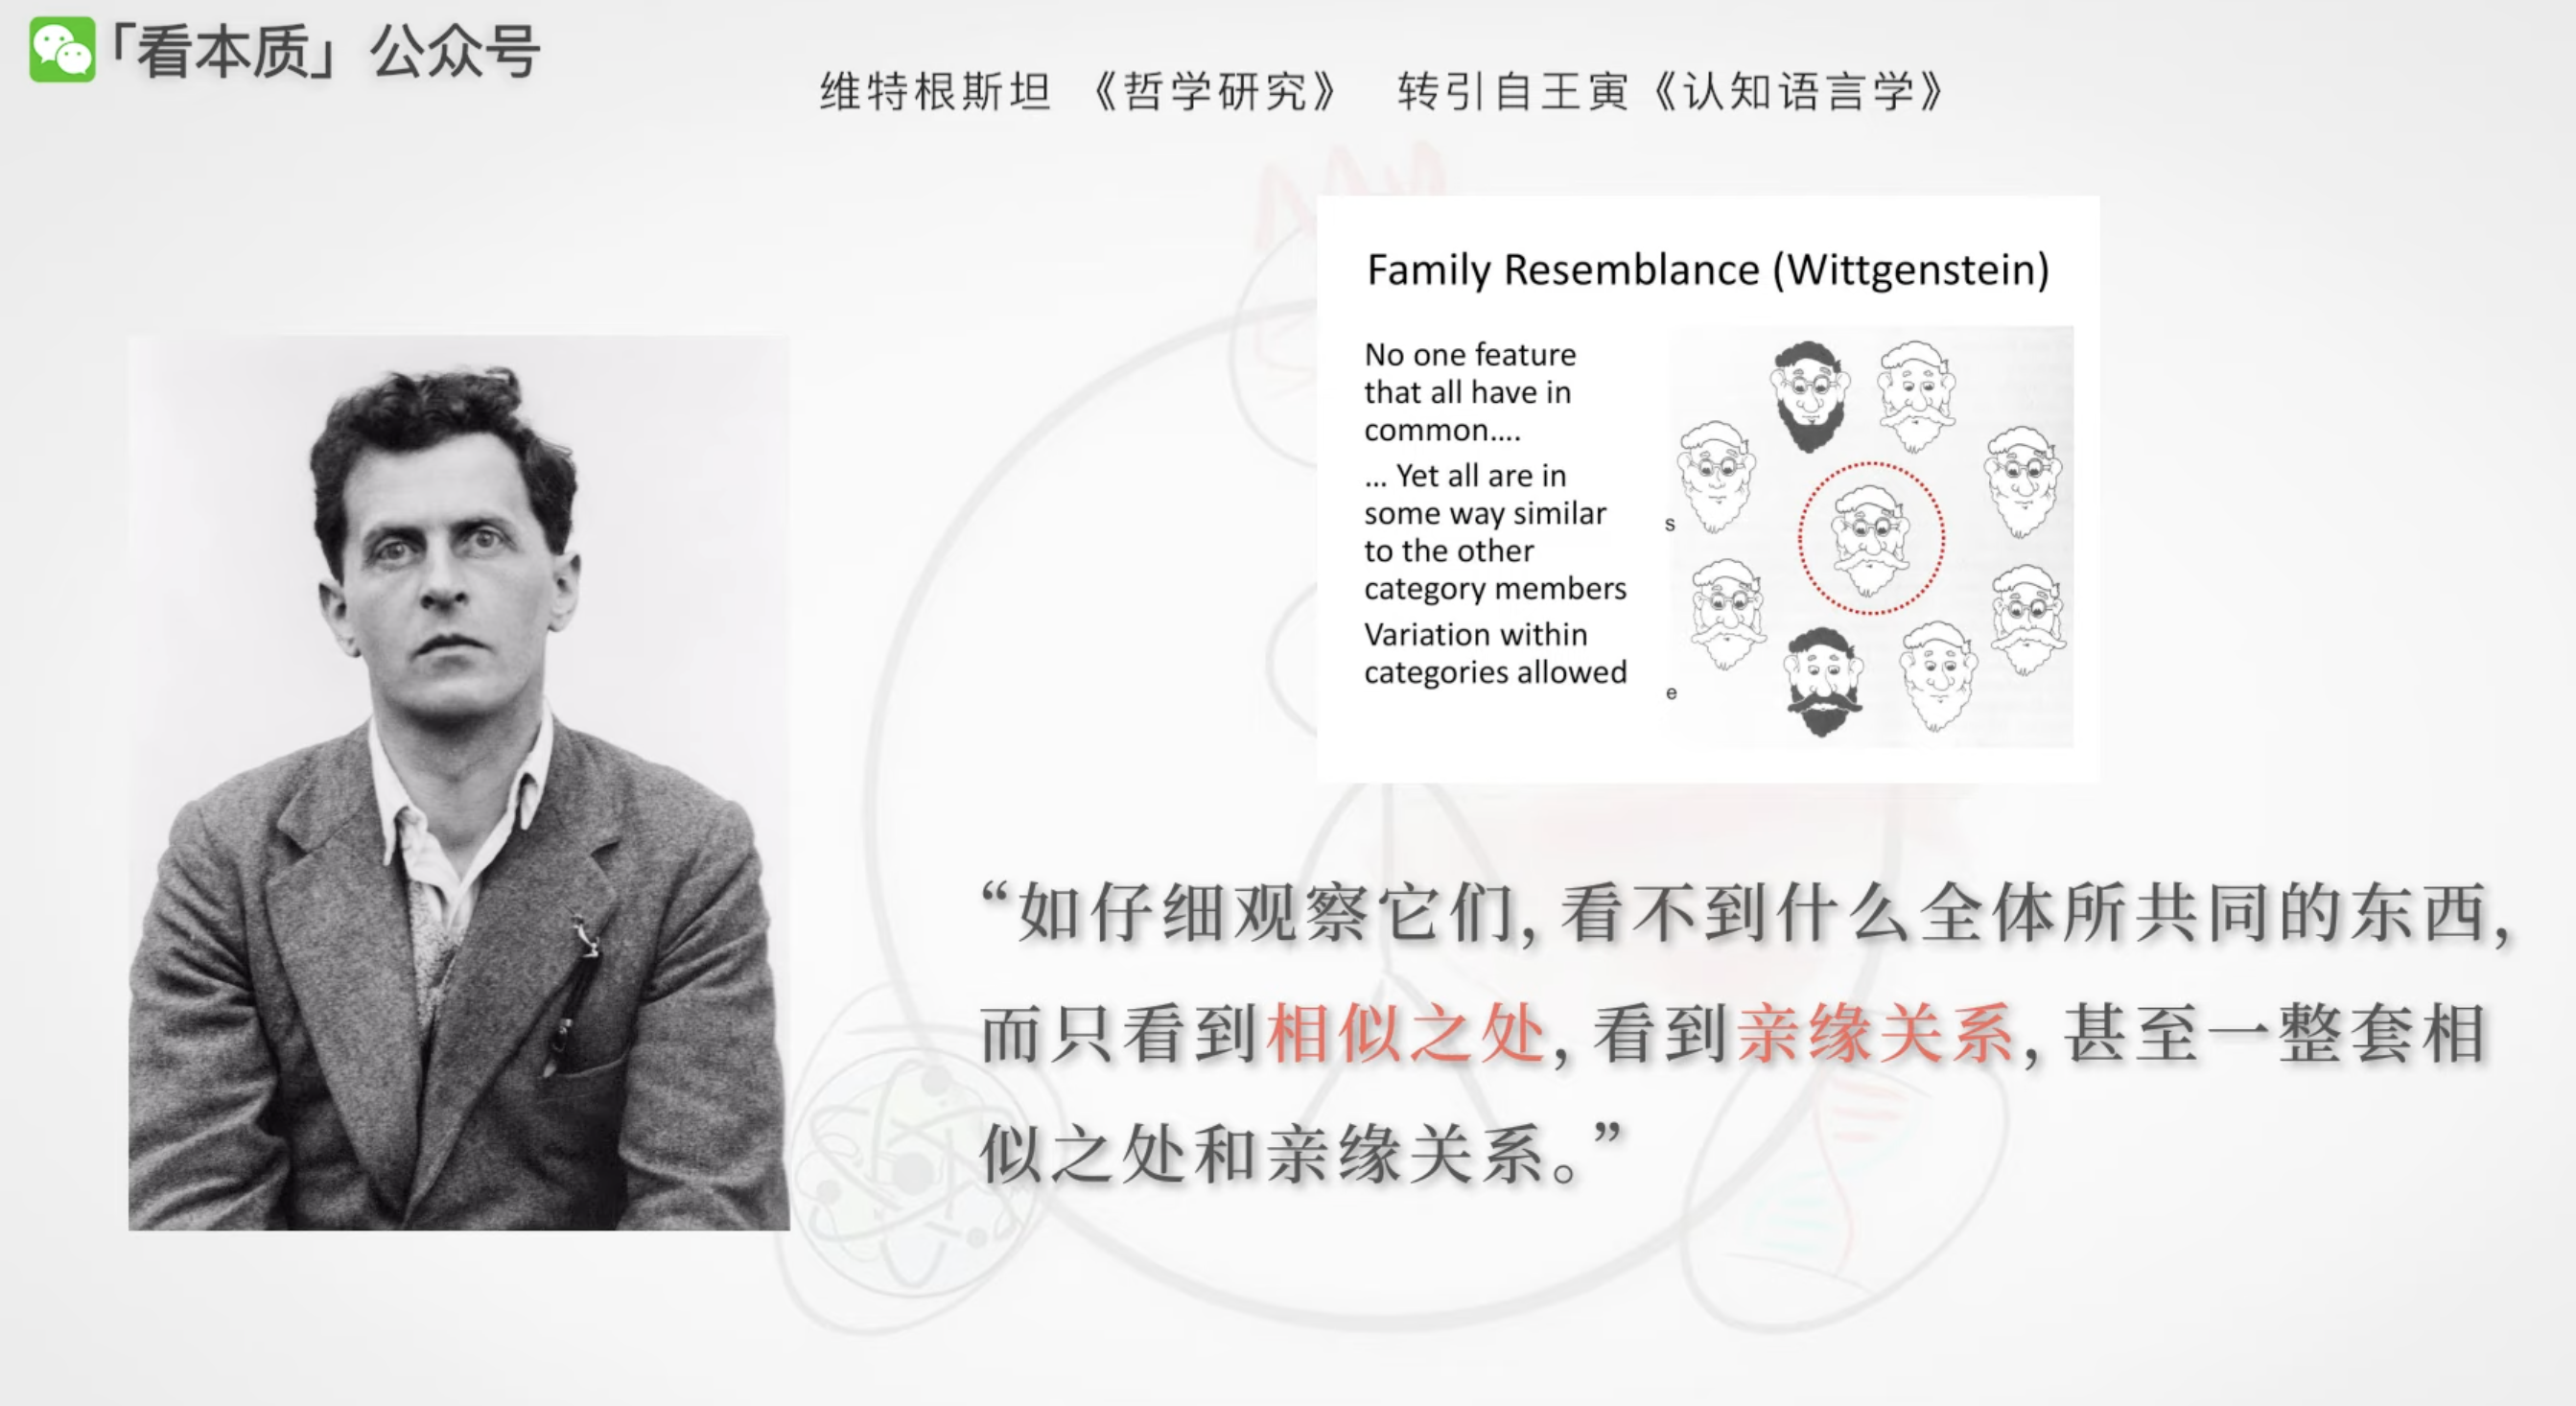 「看本质」公众号
维特根斯坦 《哲学研究》 转引自王寅《认知语言学》
Family Resemblance (Wittgenstein)
No one feature
that all have in
common....
... Yet all are in
some way similar
to the other
category members
Variation within
categories allowed
s
e
“如仔细观察它们,看不到什么全体所共同的东西,
而只看到相似之处,看到亲缘关系,甚至一整套相
似之处和亲缘关系。”